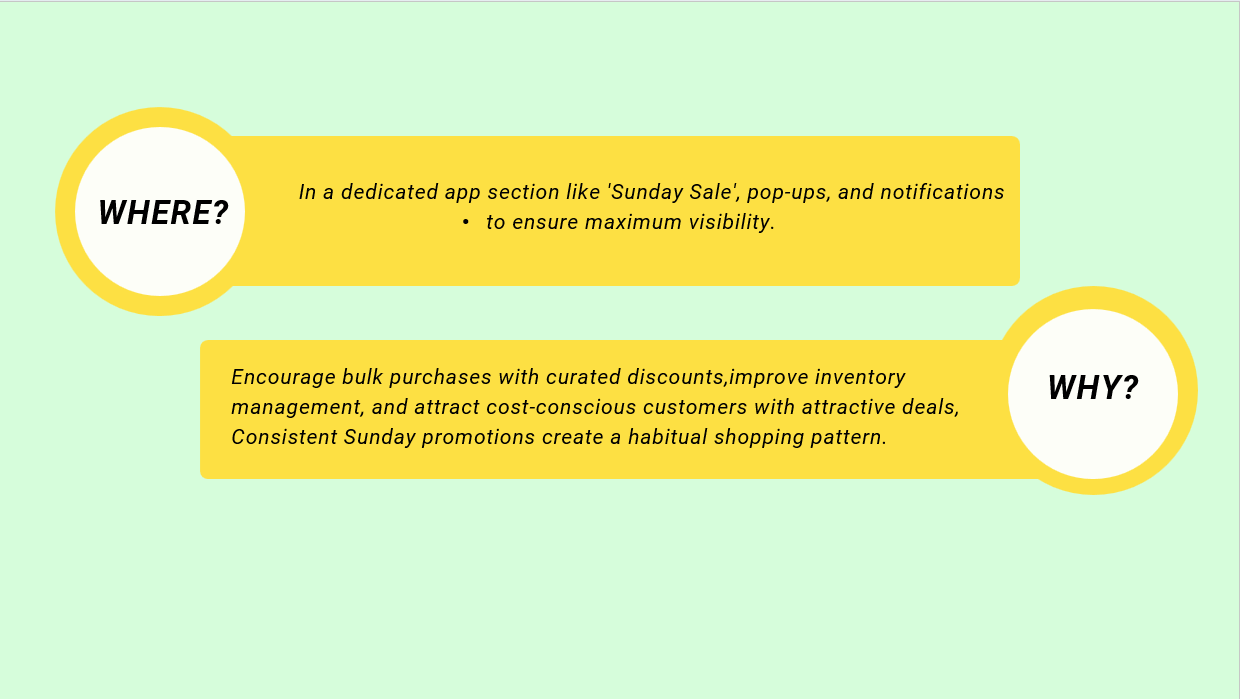 WHERE?
In a dedicated app section like 'Sunday Sale', pop-ups, and notifications
• to ensure maximum visibility.
Encourage bulk purchases with curated discounts,improve inventory
management, and attract cost-conscious customers with attractive deals,
Consistent Sunday promotions create a habitual shopping pattern.
WHY?